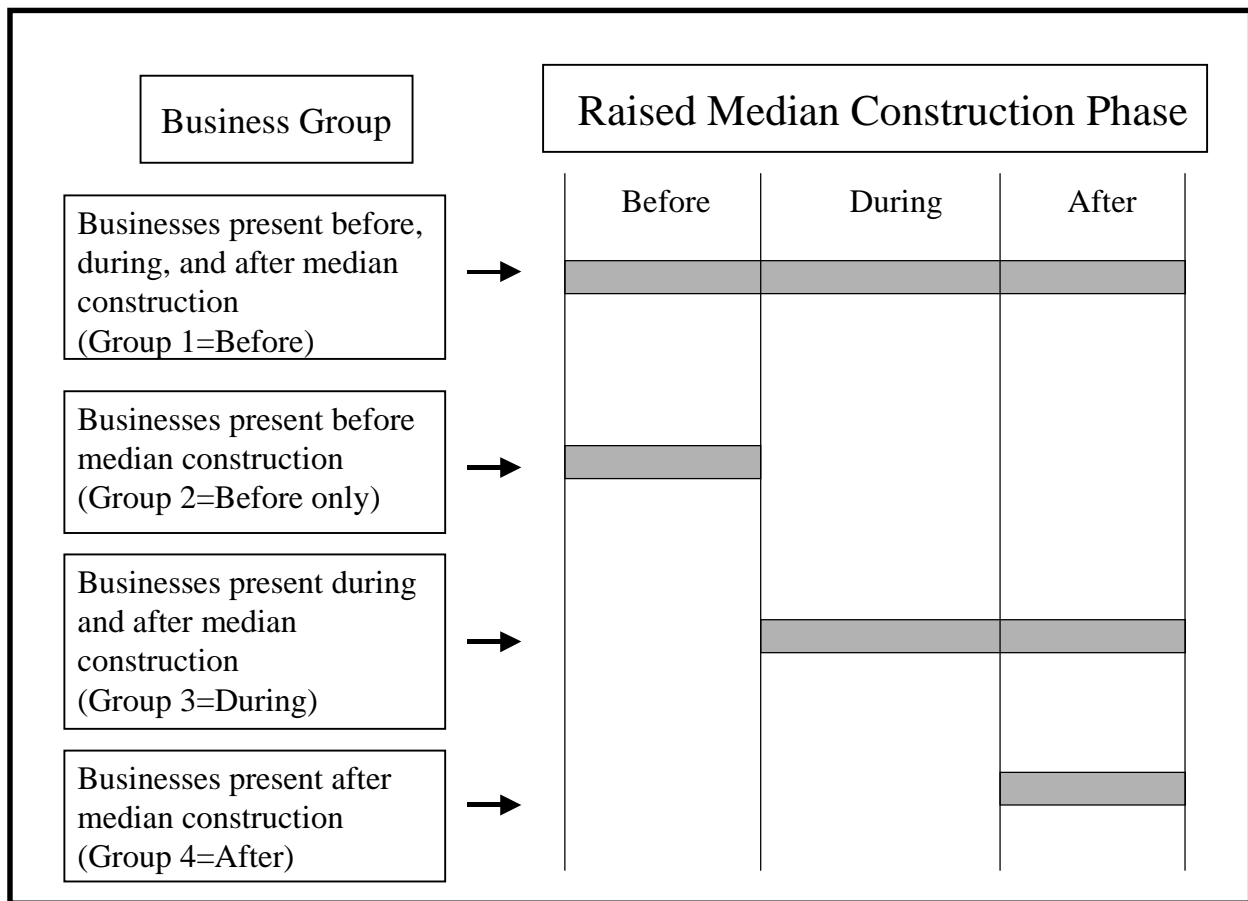 Business Group
Raised Median Construction Phase
Before
During
After
Businesses present before,
during, and after median
construction
(Group 1=Before)
Businesses present before
median construction
(Group 2=Before only)
Businesses present during
and after median
construction
(Group 3=During)
Businesses present after
median construction
(Group 4=After)